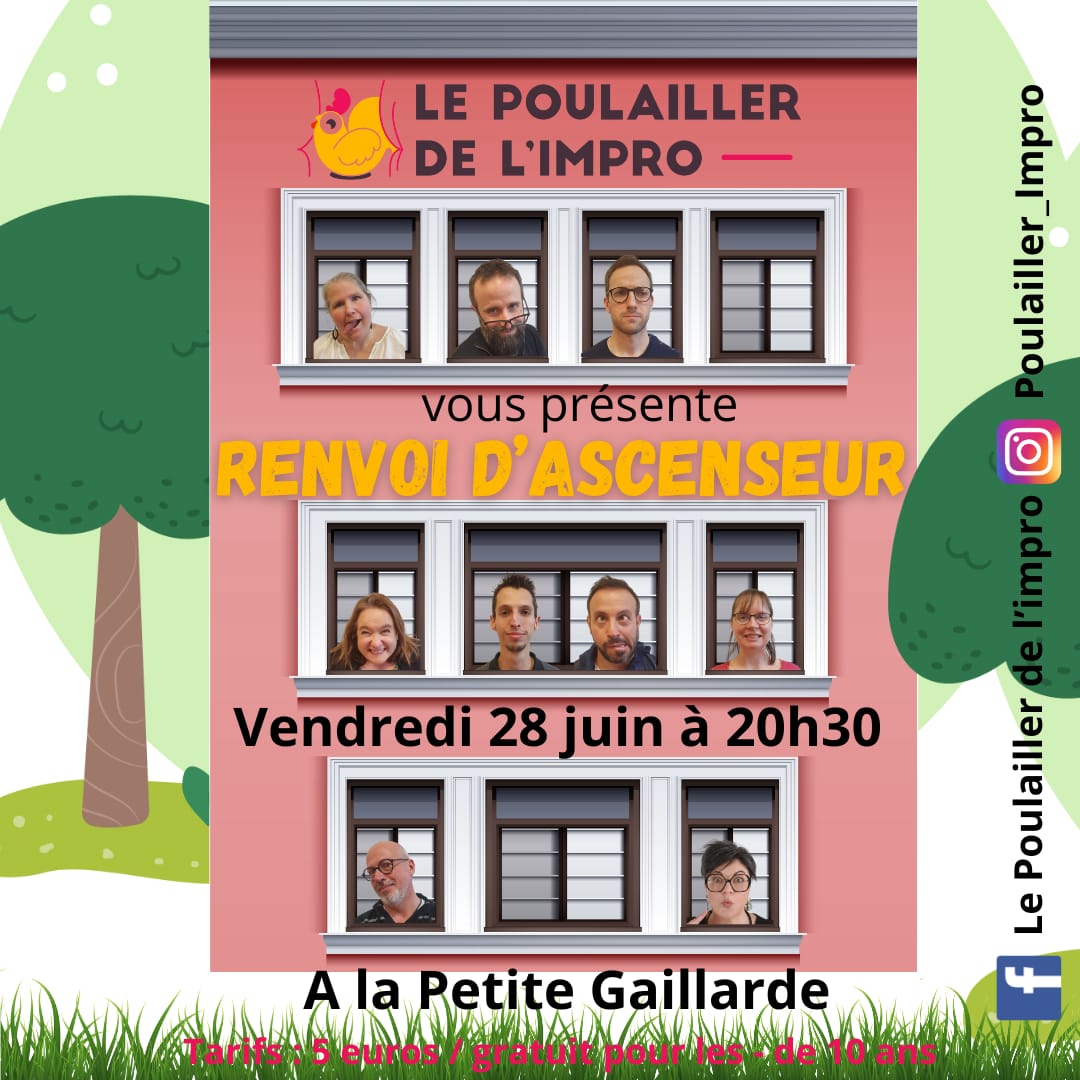 LE POULAILLER
DE L'IMPRO
vous présente
RENVOI D'ASCENSEUR
Vendredi 28 juin à 20h30
A la Petite Gaillarde
Tarifs : 5 euros / gratuit pour les - de 10 ans
Le Poulailler de l'impro
Poulailler_Impro